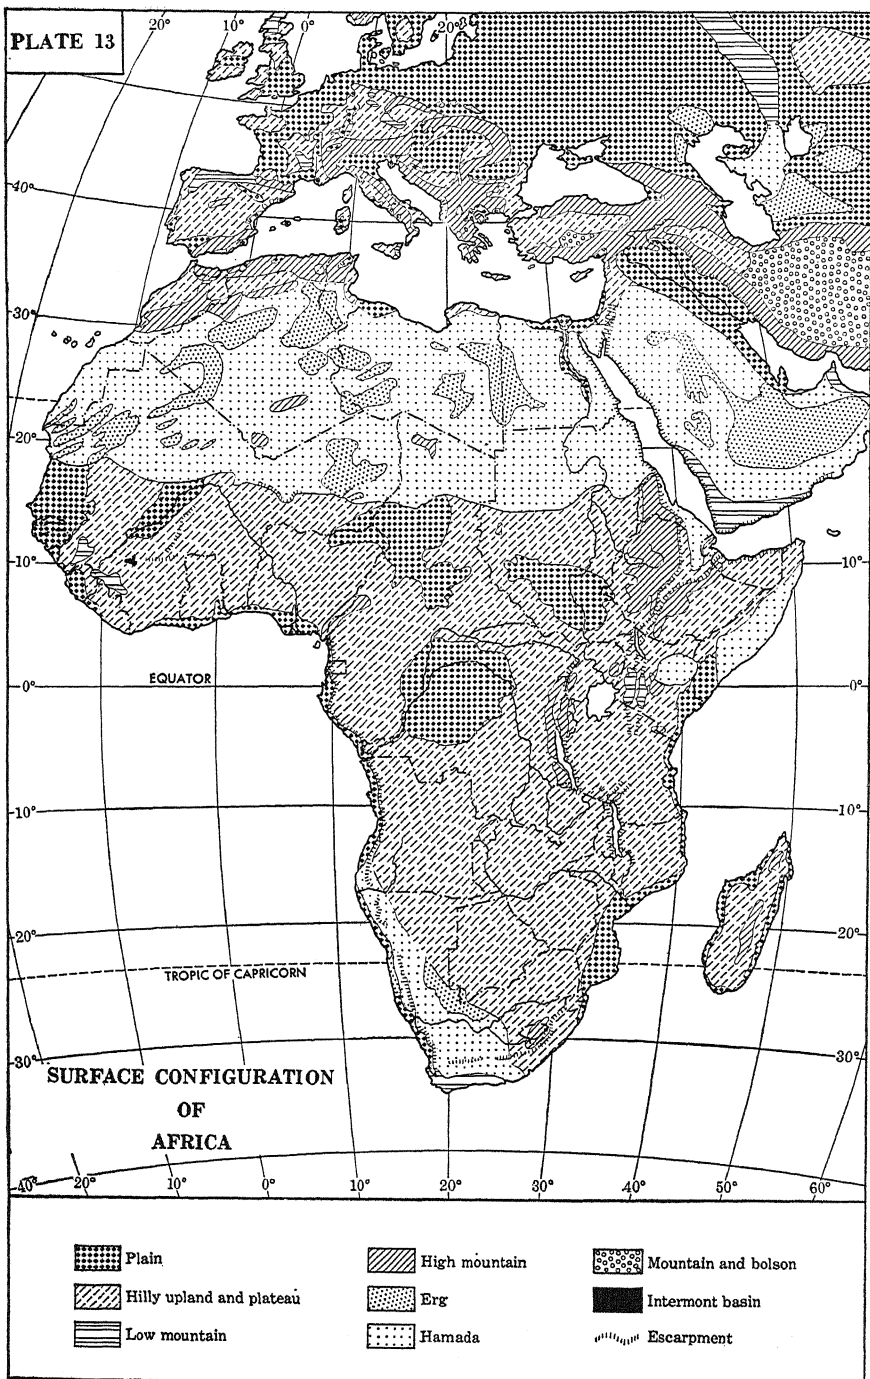 PLATE 13
20° 10° 0° 20°
40°
30°
20°
10° 10°
EQUATOR
0° 0°
10° 10°
20° 20°
TROPIC OF CAPRICORN
30° 30°
SURFACE CONFIGURATION
OF
AFRICA
40° 20° 10° 0° 10° 20° 30° 40° 50° 60°
Plain
Hilly upland and plateau
Low mountain
High mountain
Erg
Hamada
Mountain and bolson
Intermont basin
Escarpment